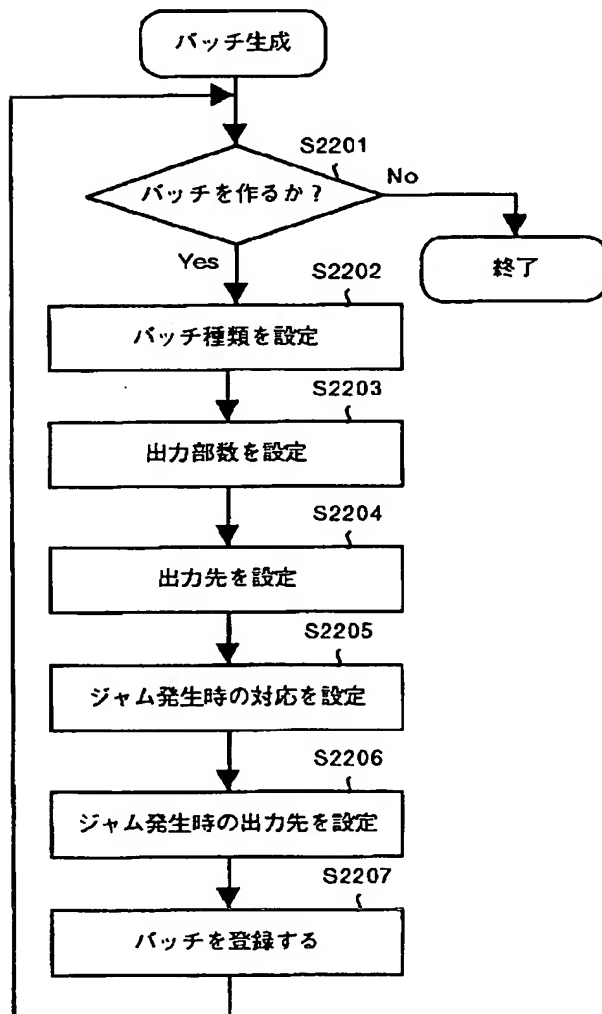 バッチ生成
S2201
バッチを作るか？
No
Yes
終了
S2202
バッチ種類を設定
S2203
出力部数を設定
S2204
出力先を設定
S2205
ジャム発生時の対応を設定
S2206
ジャム発生時の出力先を設定
S2207
バッチを登録する